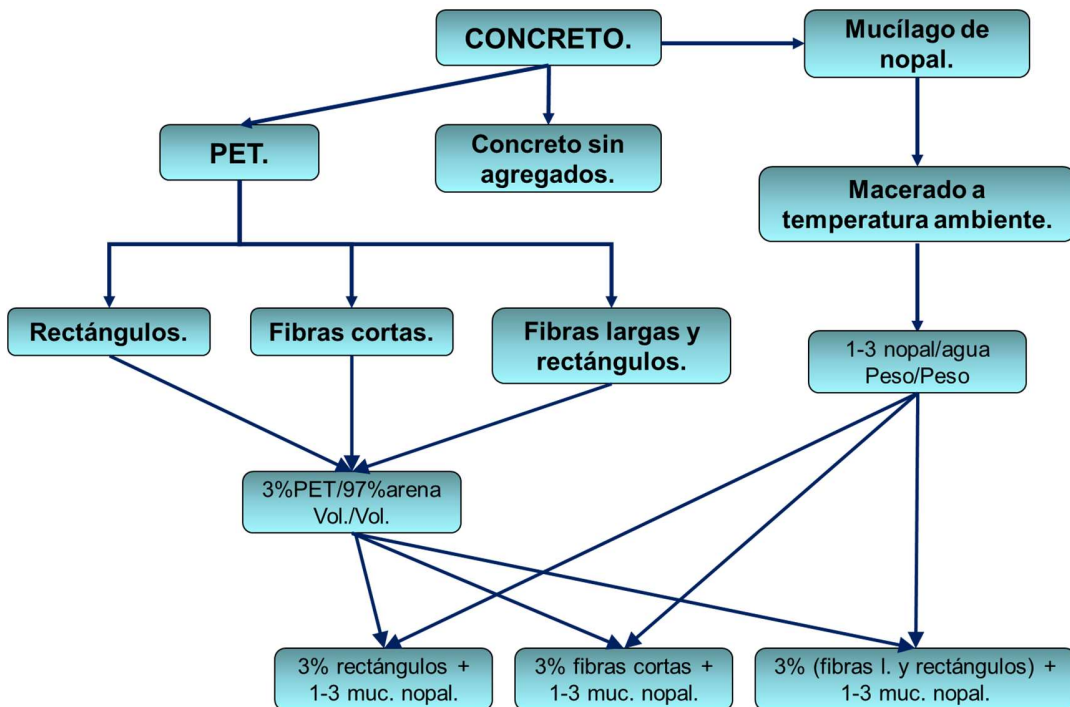 CONCRETO.
Mucílago de
nopal.
PET.
Concreto sin
agregados.
Macerado a
temperatura ambiente.
Rectángulos.
Fibras cortas.
Fibras largas y
rectángulos.
1-3 nopal/agua
Peso/Peso
3%PET/97%arena
Vol./Vol.
3% rectángulos +
1-3 muc. nopal.
3% fibras cortas +
1-3 muc. nopal.
3% (fibras l. y rectángulos) +
1-3 muc. nopal.